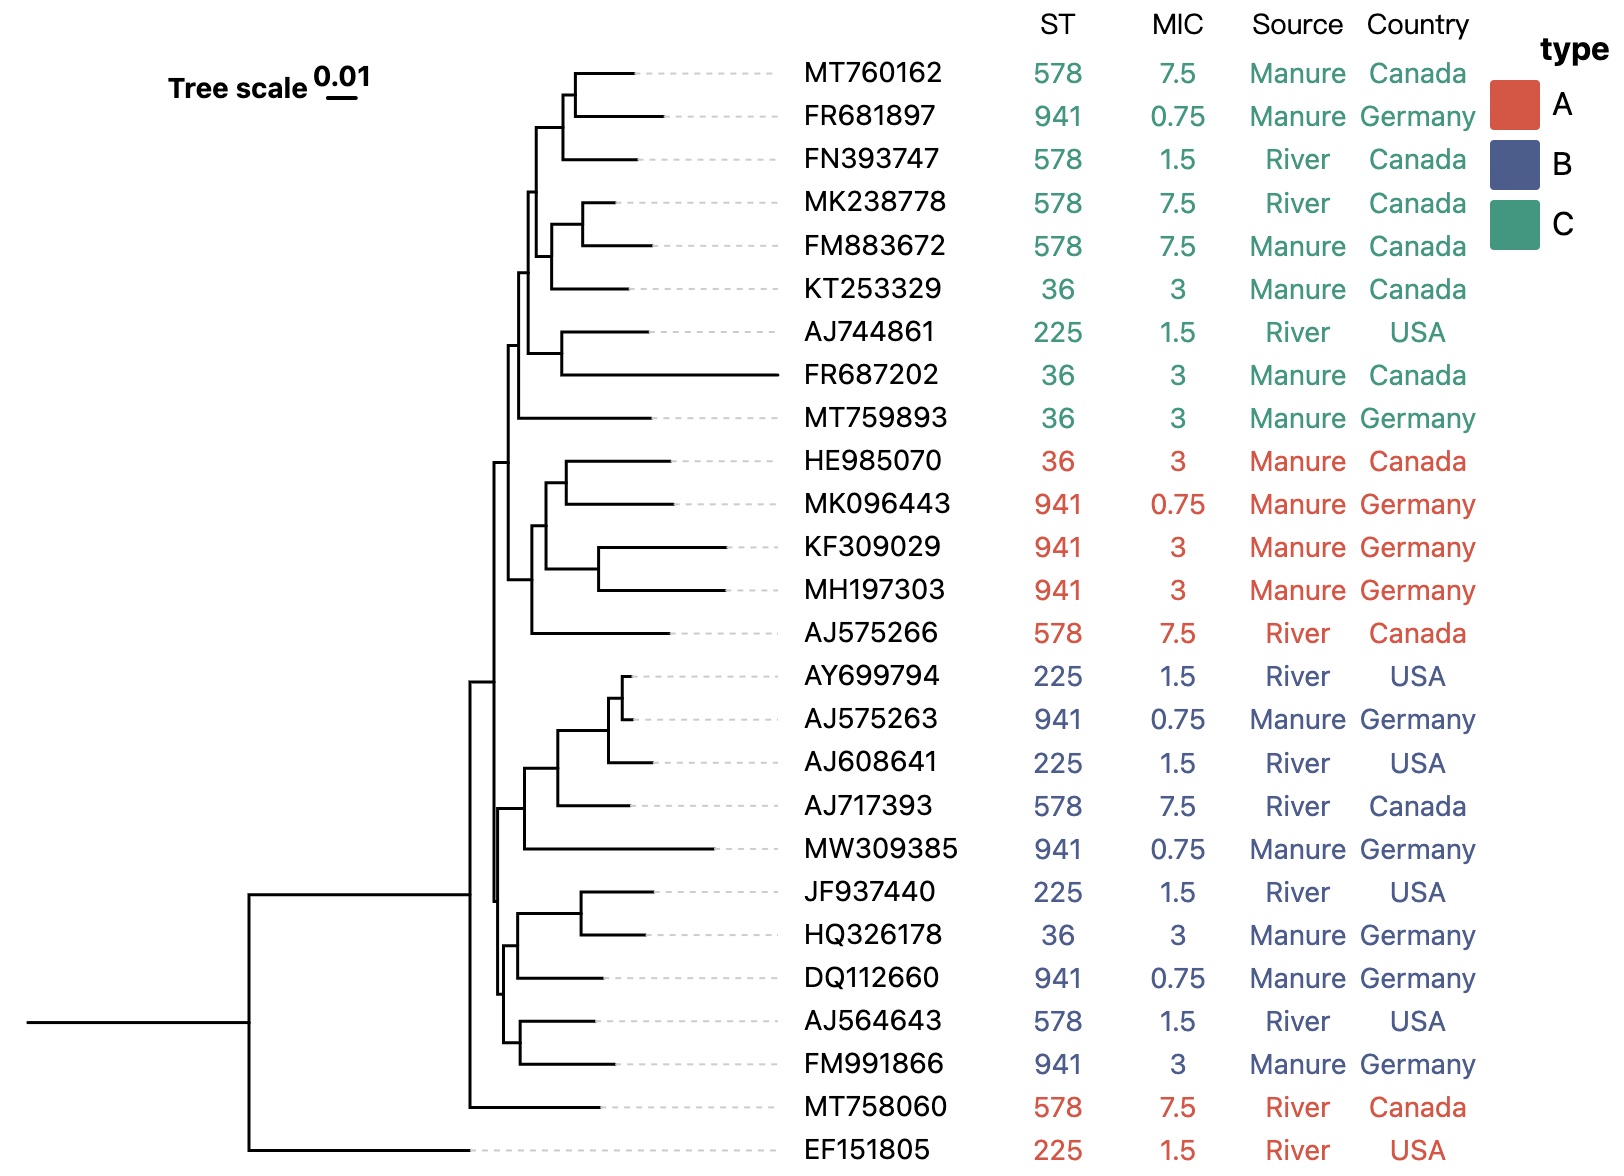 ST MIC Source Country
type
Tree scale 0.01
MT760162 578 7.5 Manure Canada
A
FR681897 941 0.75 Manure Germany
FN393747 578 1.5 River Canada
B
MK238778 578 7.5 River Canada
C
FM883672 578 7.5 Manure Canada
KT253329 36 3 Manure Canada
AJ744861 225 1.5 River USA
FR687202 36 3 Manure Canada
MT759893 36 3 Manure Germany
HE985070 36 3 Manure Canada
MK096443 941 0.75 Manure Germany
KF309029 941 3 Manure Germany
MH197303 941 3 Manure Germany
AJ575266 578 7.5 River Canada
AY699794 225 1.5 River USA
AJ575263 941 0.75 Manure Germany
AJ608641 225 1.5 River USA
AJ717393 578 7.5 River Canada
MW309385 941 0.75 Manure Germany
JF937440 225 1.5 River USA
HQ326178 36 3 Manure Germany
DQ112660 941 0.75 Manure Germany
AJ564643 578 1.5 River USA
FM991866 941 3 Manure Germany
MT758060 578 7.5 River Canada
EF151805 225 1.5 River USA